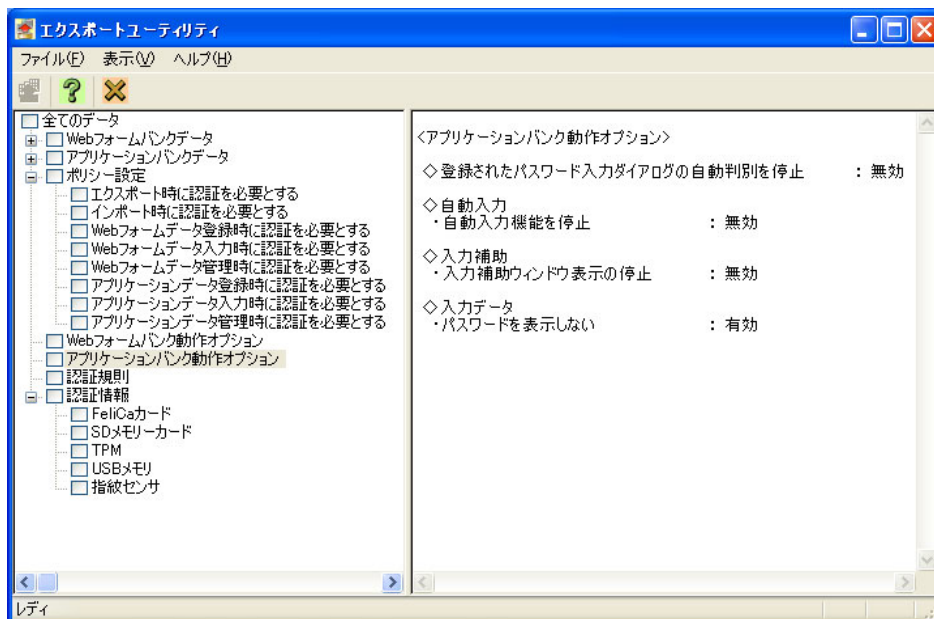 エクスポートユーティリティ
ファイル(F) 表示(V) ヘルプ(H)
全てのデータ
Webフォームバンクデータ
アプリケーションバンクデータ
ポリシー設定
エクスポート時に認証を必要とする
インポート時に認証を必要とする
Webフォームデータ登録時に認証を必要とする
Webフォームデータ入力時に認証を必要とする
Webフォームデータ管理時に認証を必要とする
アプリケーションデータ登録時に認証を必要とする
アプリケーションデータ入力時に認証を必要とする
アプリケーションデータ管理時に認証を必要とする
Webフォームバンク動作オプション
アプリケーションバンク動作オプション
認証規則
認証情報
FeliCaカード
SDメモリーカード
TPM
USBメモリ
指紋センサ
<アプリケーションバンク動作オプション>
◇登録されたパスワード入力ダイアログの自動判別を停止 : 無効
◇自動入力
・自動入力機能を停止 : 無効
◇入力補助
・入力補助ウィンドウ表示の停止 : 無効
◇入力データ
・パスワードを表示しない : 有効
レディ